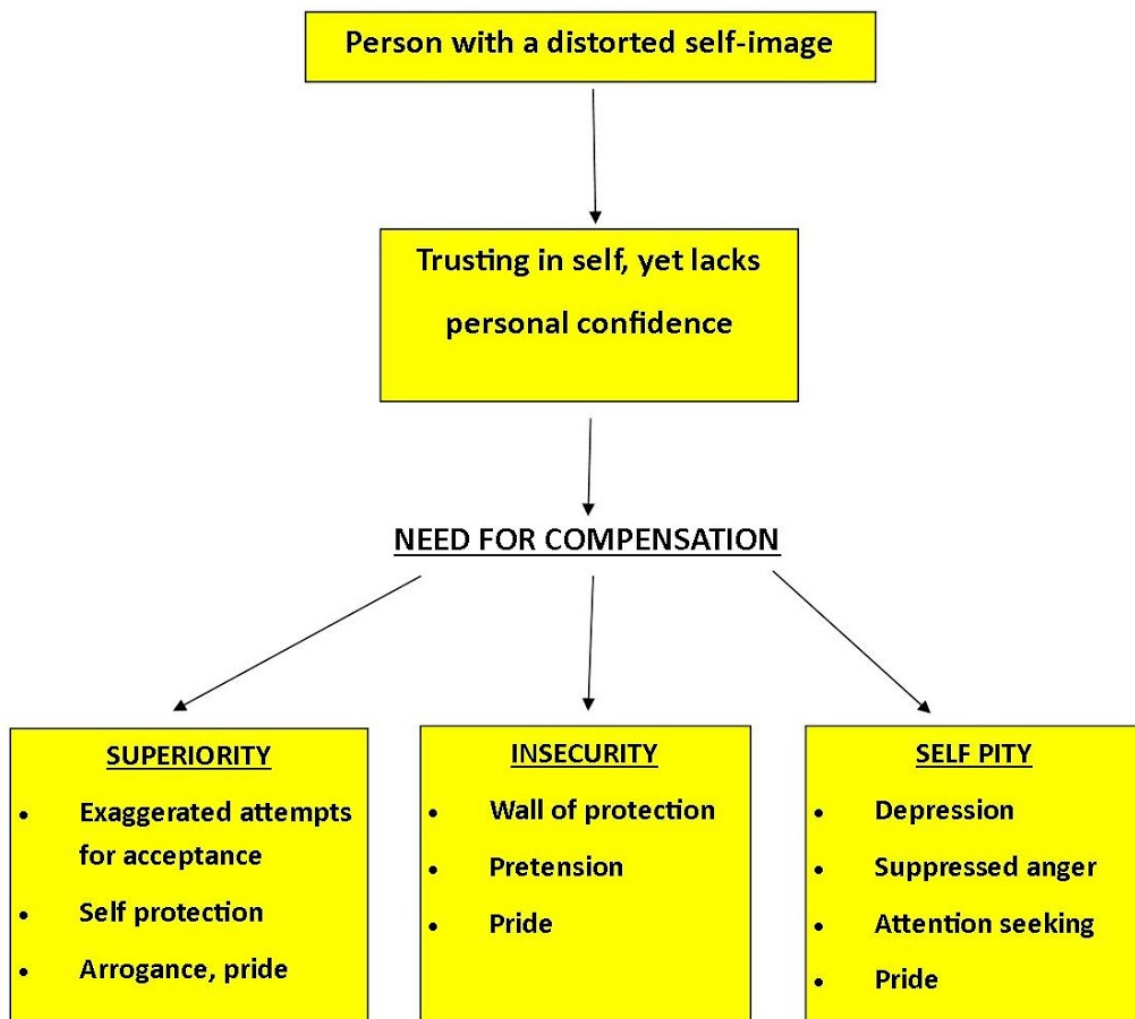 Person with a distorted self-image
Trusting in self, yet lacks
personal confidence
NEED FOR COMPENSATION
SUPERIORITY
• Exaggerated attempts
for acceptance
• Self protection
• Arrogance, pride
INSECURITY
• Wall of protection
• Pretension
• Pride
SELF PITY
• Depression
• Suppressed anger
• Attention seeking
• Pride